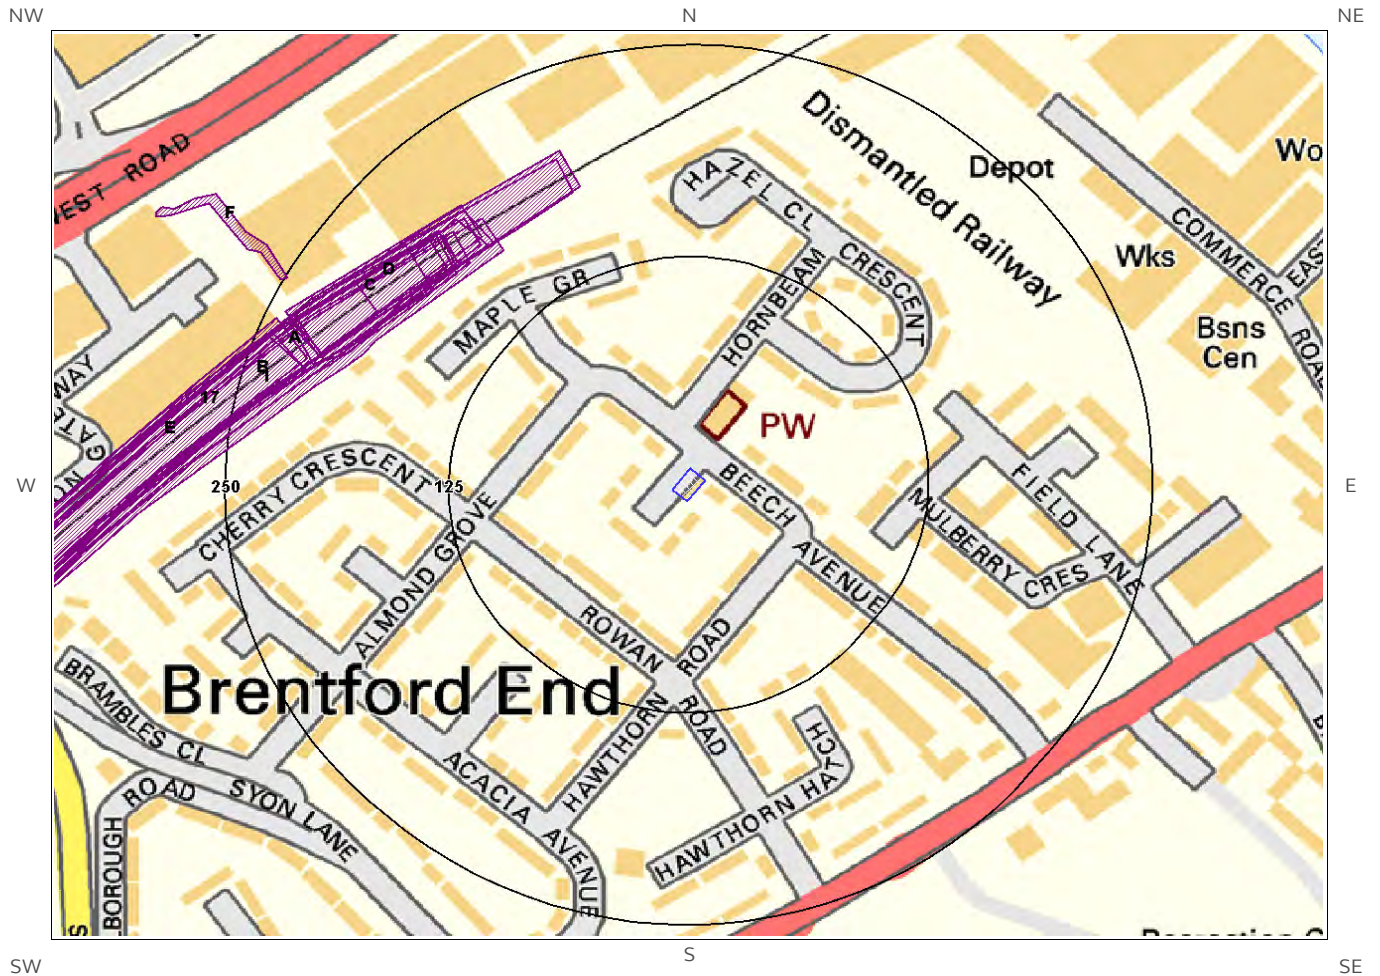 NW
N
NE
WEST ROAD
F
D
C
A
B
I
17
E
HAZEL CL
CRESCENT
HORNBEAM
Dismantled Railway
Depot
Wo
Wks
COMMERCE ROAD
EAST
Bsns
Cen
MAPLE GR
PW
W
250
125
E
CHERRY CRESCENT
ALMOND GROVE
BEECH
AVENUE
FIELD LANE
MULBERRY CRES
ROWAN
ROAD
HAWTHORN
ROAD
Brentford End
BRAMBLES CL
SYON LANE
ROAD
ACACIA AVENUE
HAWTHORN HATCH
SW
S
SE